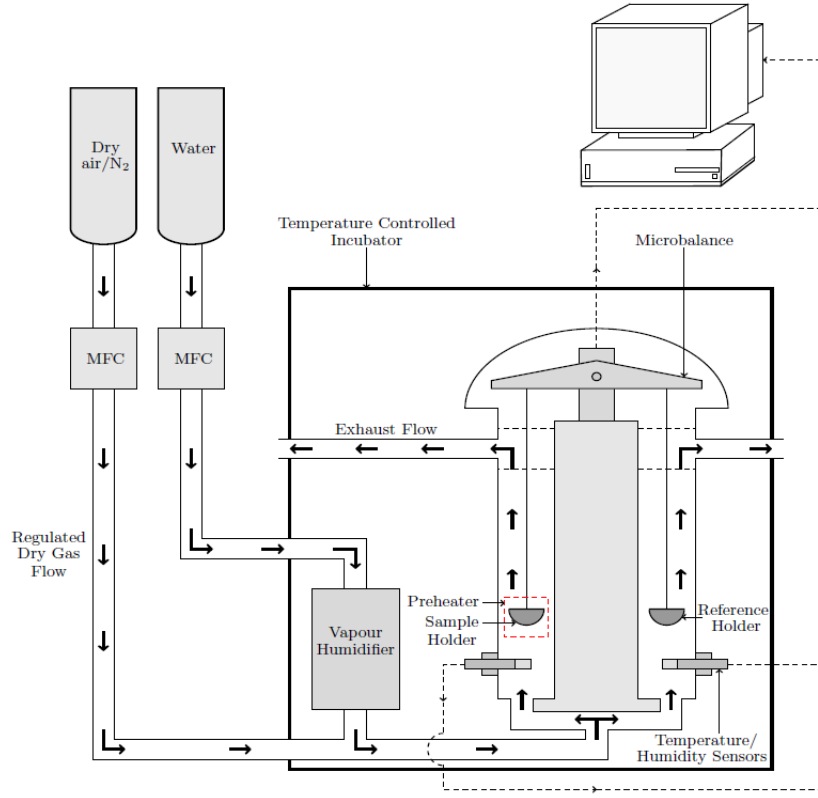 Dry
air/N₂
Water
Temperature Controlled
Incubator
Microbalance
MFC
MFC
Exhaust Flow
Regulated
Dry Gas
Flow
Preheater
Sample
Holder
Reference
Holder
Vapour
Humidifier
Temperature/
Humidity Sensors